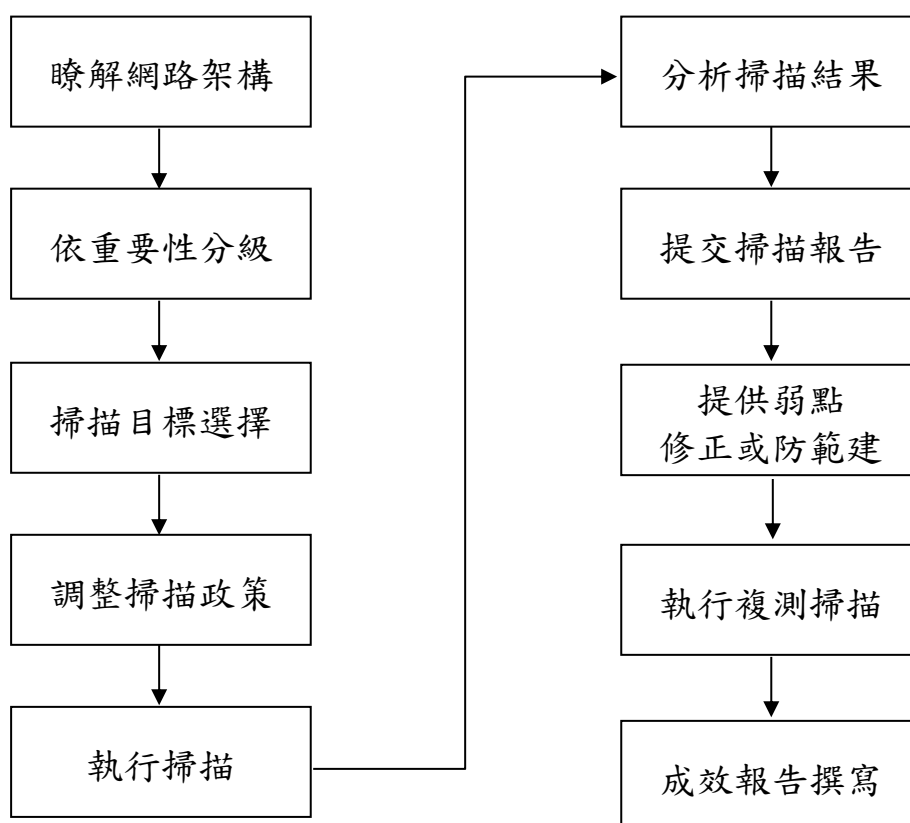 瞭解網路架構
依重要性分級
掃描目標選擇
調整掃描政策
執行掃描
分析掃描結果
提交掃描報告
提供弱點
修正或防範建
執行複測掃描
成效報告撰寫